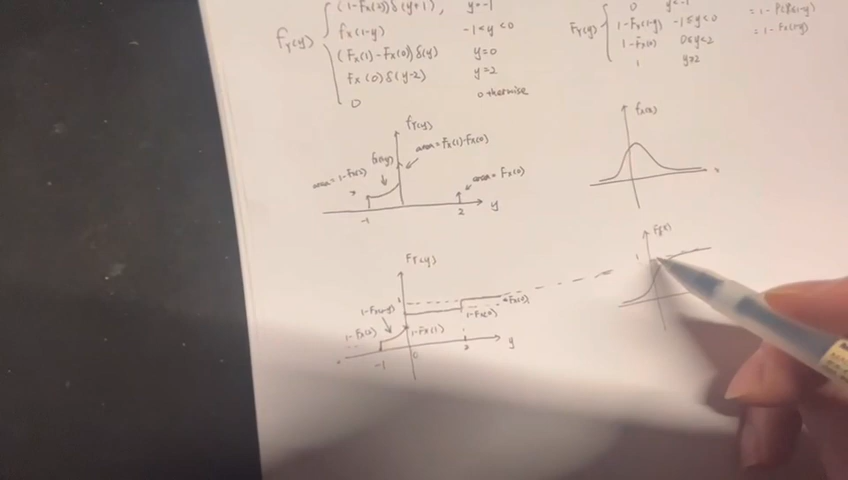 (1-Fx(2))δ(y+1), y=-1
fY(y) fx(1-y) -1<y<0
(Fx(1)-Fx(0))δ(y) y=0
Fx(0)δ(y-2) y=2
0 otherwise
FY(y)
0 y<-1
1-Fx(1-y) -1≤y<0
1-Fx(0) 0≤y<2
1 y≥2
=1-Fx(1-y)
fY(y)
area=Fx(1)-Fx(0)
area=1-Fx(2)
area=Fx(0)
-1 2 y
fx(x)
x
FY(y)
1
1-Fx(1-y)
1-Fx(2) 1-Fx(1) 1-Fx(0) Fx(0)
-1 0 2 y
Fx(x)
1